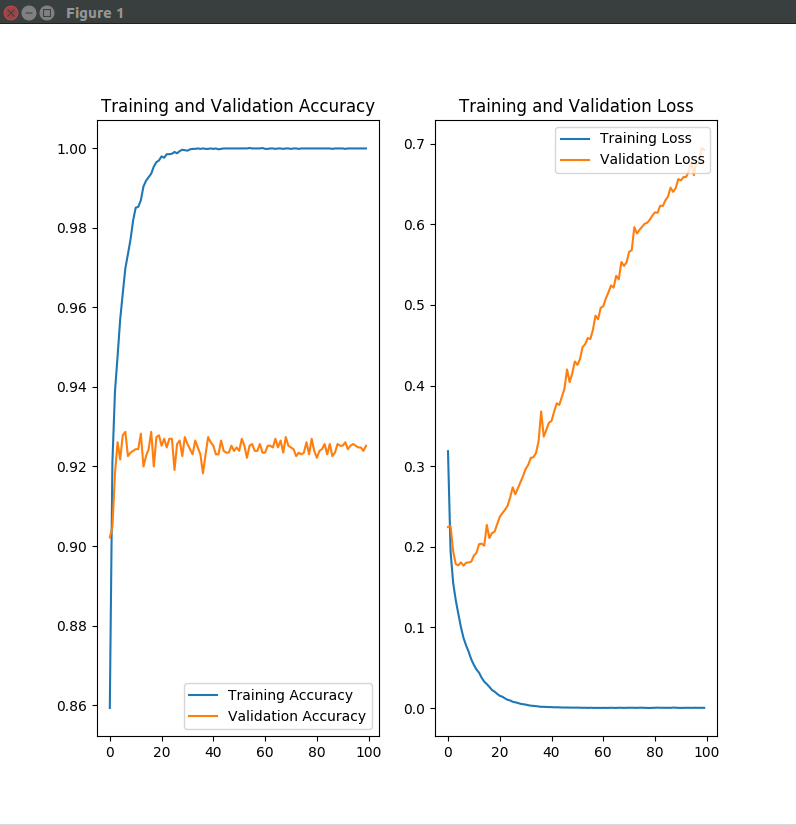 Figure 1
Training and Validation Accuracy
1.00
0.98
0.96
0.94
0.92
0.90
0.88
0.86
0 20 40 60 80 100
Training Accuracy
Validation Accuracy
Training and Validation Loss
0.7
0.6
0.5
0.4
0.3
0.2
0.1
0.0
0 20 40 60 80 100
Training Loss
Validation Loss